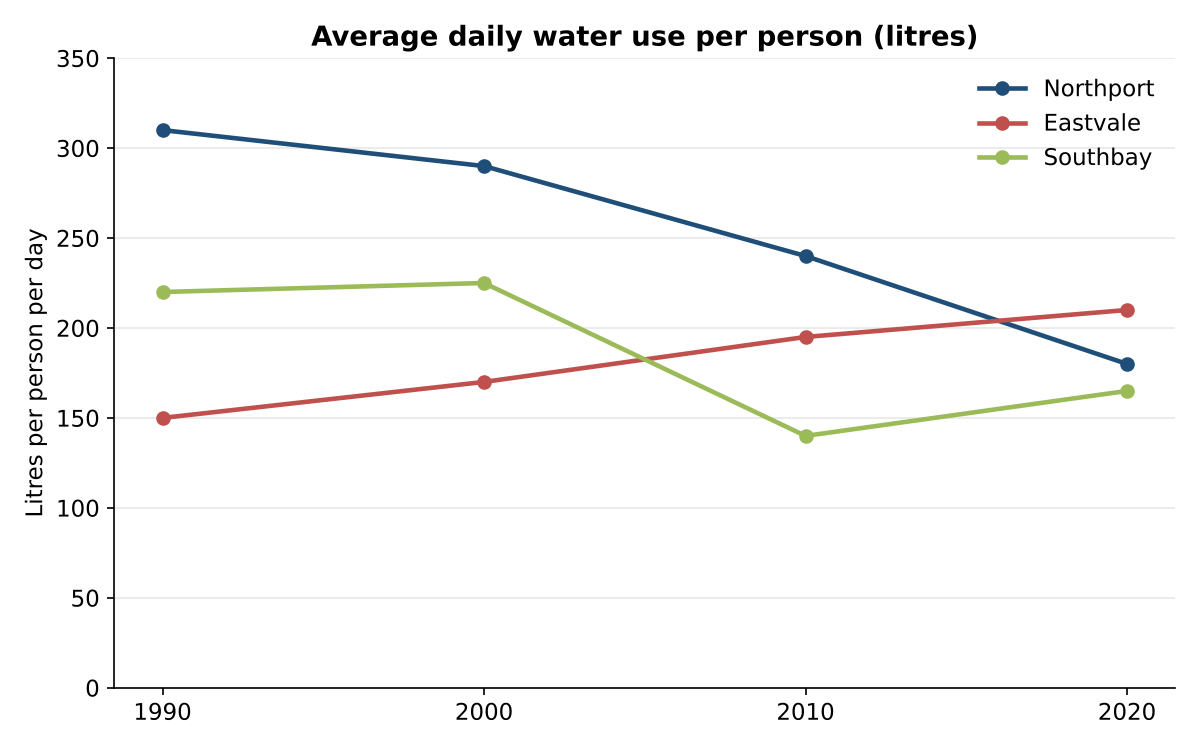 Average daily water use per person (litres)
Litres per person per day
350
300
250
200
150
100
50
0
1990 2000 2010 2020
Northport
Eastvale
Southbay